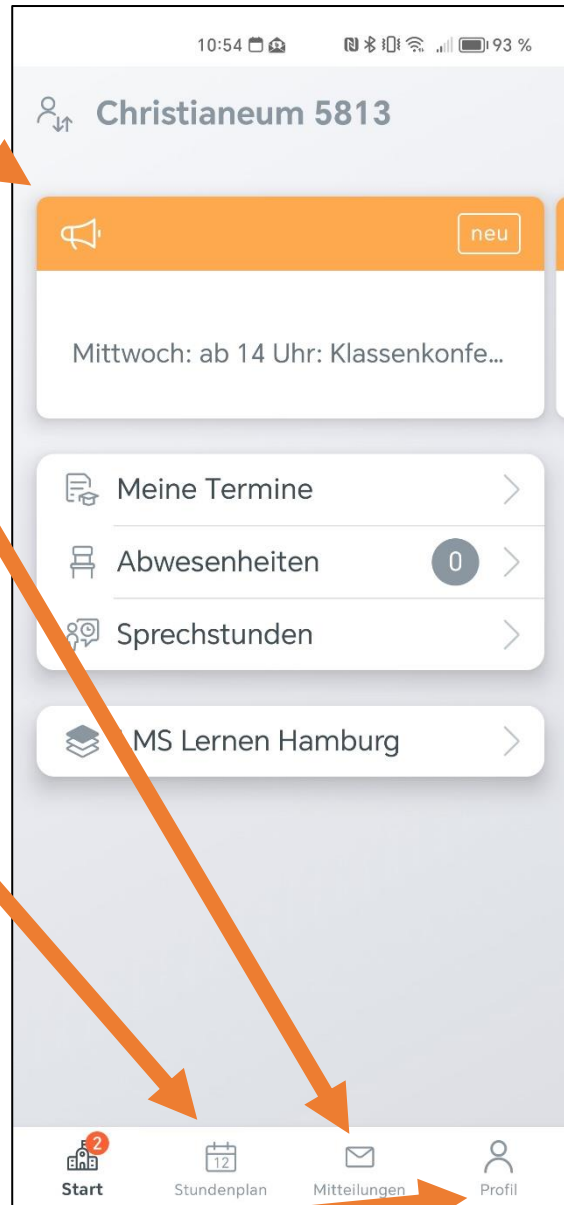 10:54 93 %
Christianeum 5813
neu
Mittwoch: ab 14 Uhr: Klassenkonfe...
Meine Termine
Abwesenheiten 0
Sprechstunden
MS Lernen Hamburg
2
12
Start Stundenplan Mitteilungen Profil